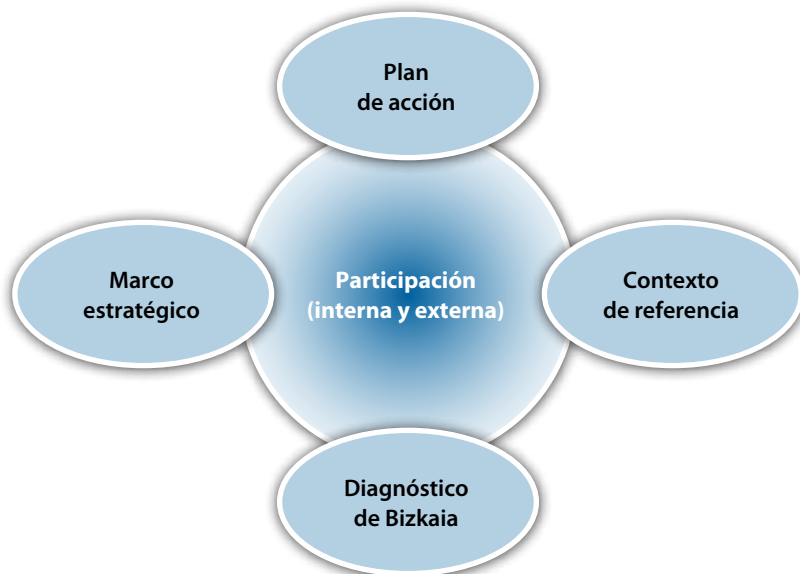 Plan
de acción
Marco
estratégico
Participación
(interna y externa)
Contexto
de referencia
Diagnóstico
de Bizkaia